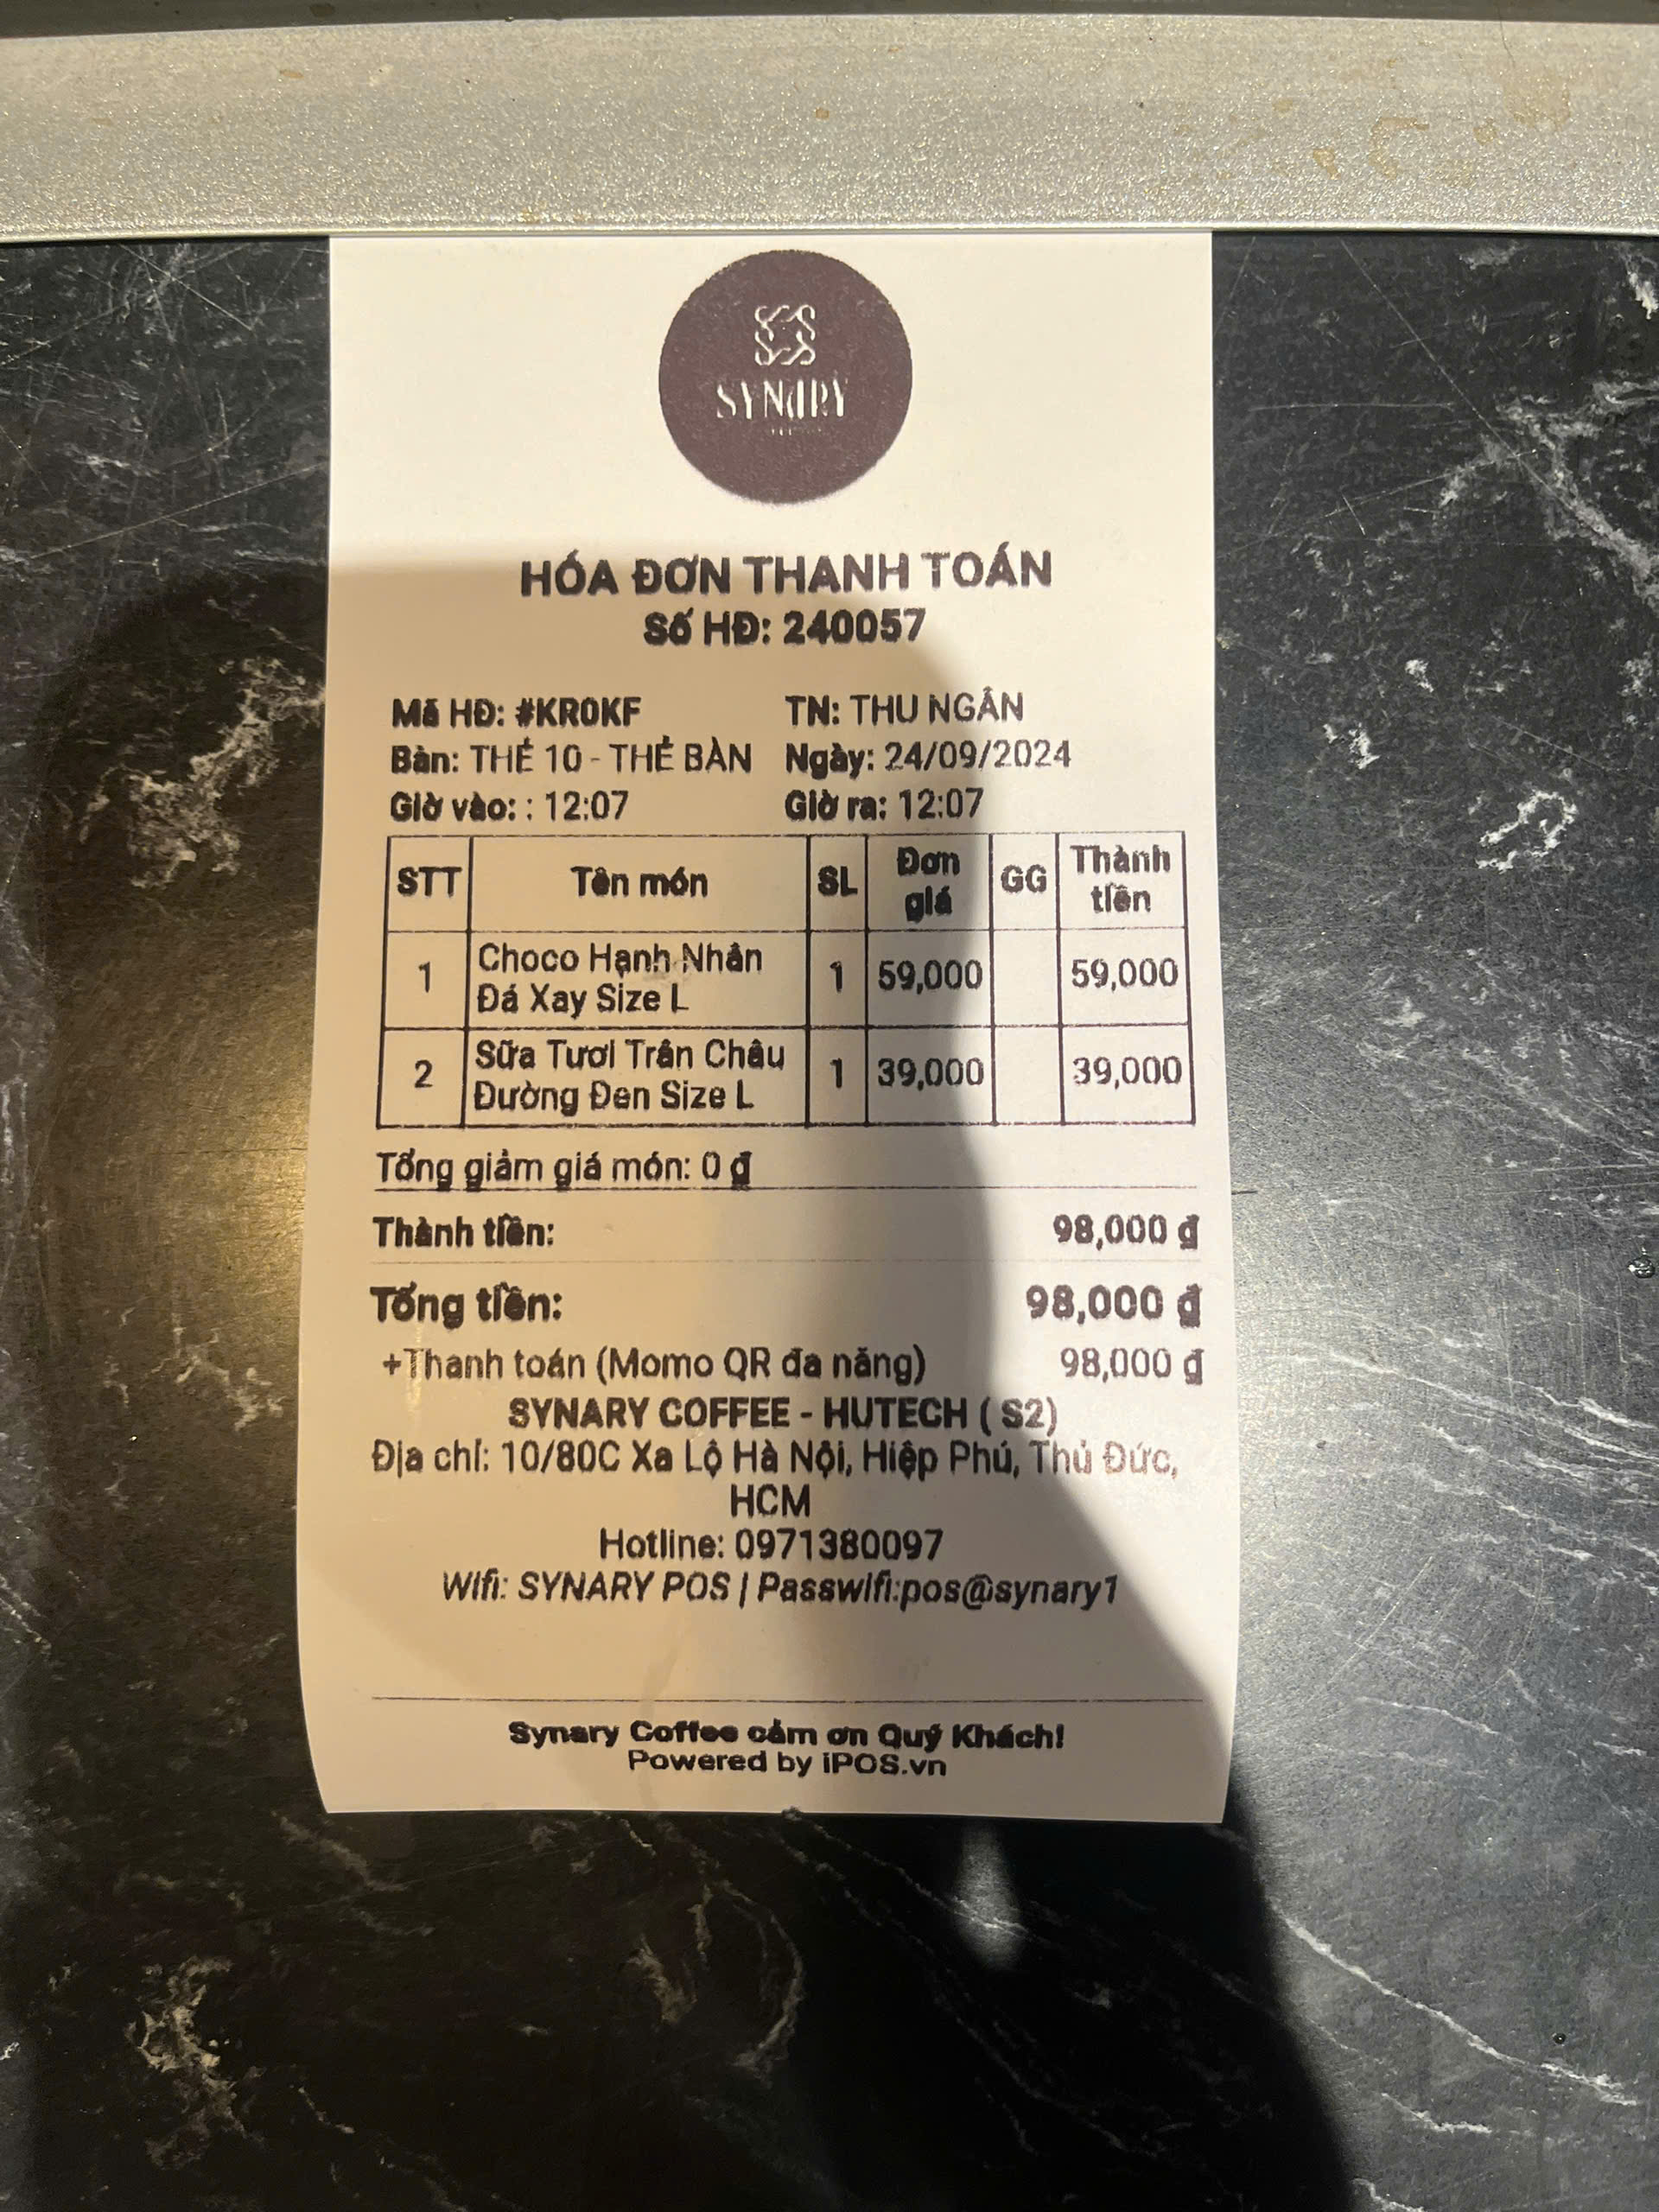 SYNARY
HÓA ĐƠN THANH TOÁN
Số HĐ: 240057
Mã HĐ: #KR0KF TN: THU NGÂN
Bàn: THẺ 10 - THẺ BÀN Ngày: 24/09/2024
Giờ vào: : 12:07 Giờ ra: 12:07
STT Tên món SL Đơn giá GG Thành tiền
1 Choco Hạnh Nhân Đá Xay Size L 1 59,000 59,000
2 Sữa Tươi Trân Châu Đường Đen Size L 1 39,000 39,000
Tổng giảm giá món: 0 ₫
Thành tiền: 98,000 ₫
Tổng tiền: 98,000 ₫
+Thanh toán (Momo QR đa năng) 98,000 ₫
SYNARY COFFEE - HUTECH ( S2)
Địa chỉ: 10/80C Xa Lộ Hà Nội, Hiệp Phú, Thủ Đức,
HCM
Hotline: 0971380097
Wifi: SYNARY POS | Passwifi:pos@synary1
Synary Coffee cảm ơn Quý Khách!
Powered by iPOS.vn